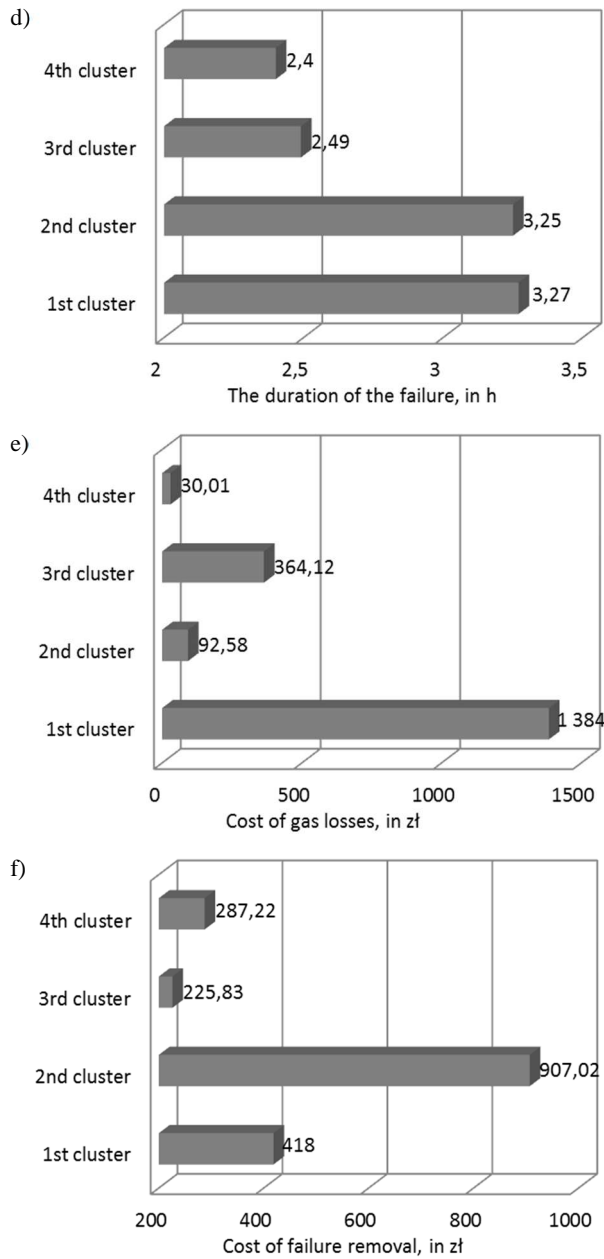 d)
4th cluster 2,4
3rd cluster 2,49
2nd cluster 3,25
1st cluster 3,27
2 2,5 3 3,5
The duration of the failure, in h
e)
4th cluster 30,01
3rd cluster 364,12
2nd cluster 92,58
1st cluster 1 384
0 500 1000 1500
Cost of gas losses, in zł
f)
4th cluster 287,22
3rd cluster 225,83
2nd cluster 907,02
1st cluster 418
200 400 600 800 1000
Cost of failure removal, in zł